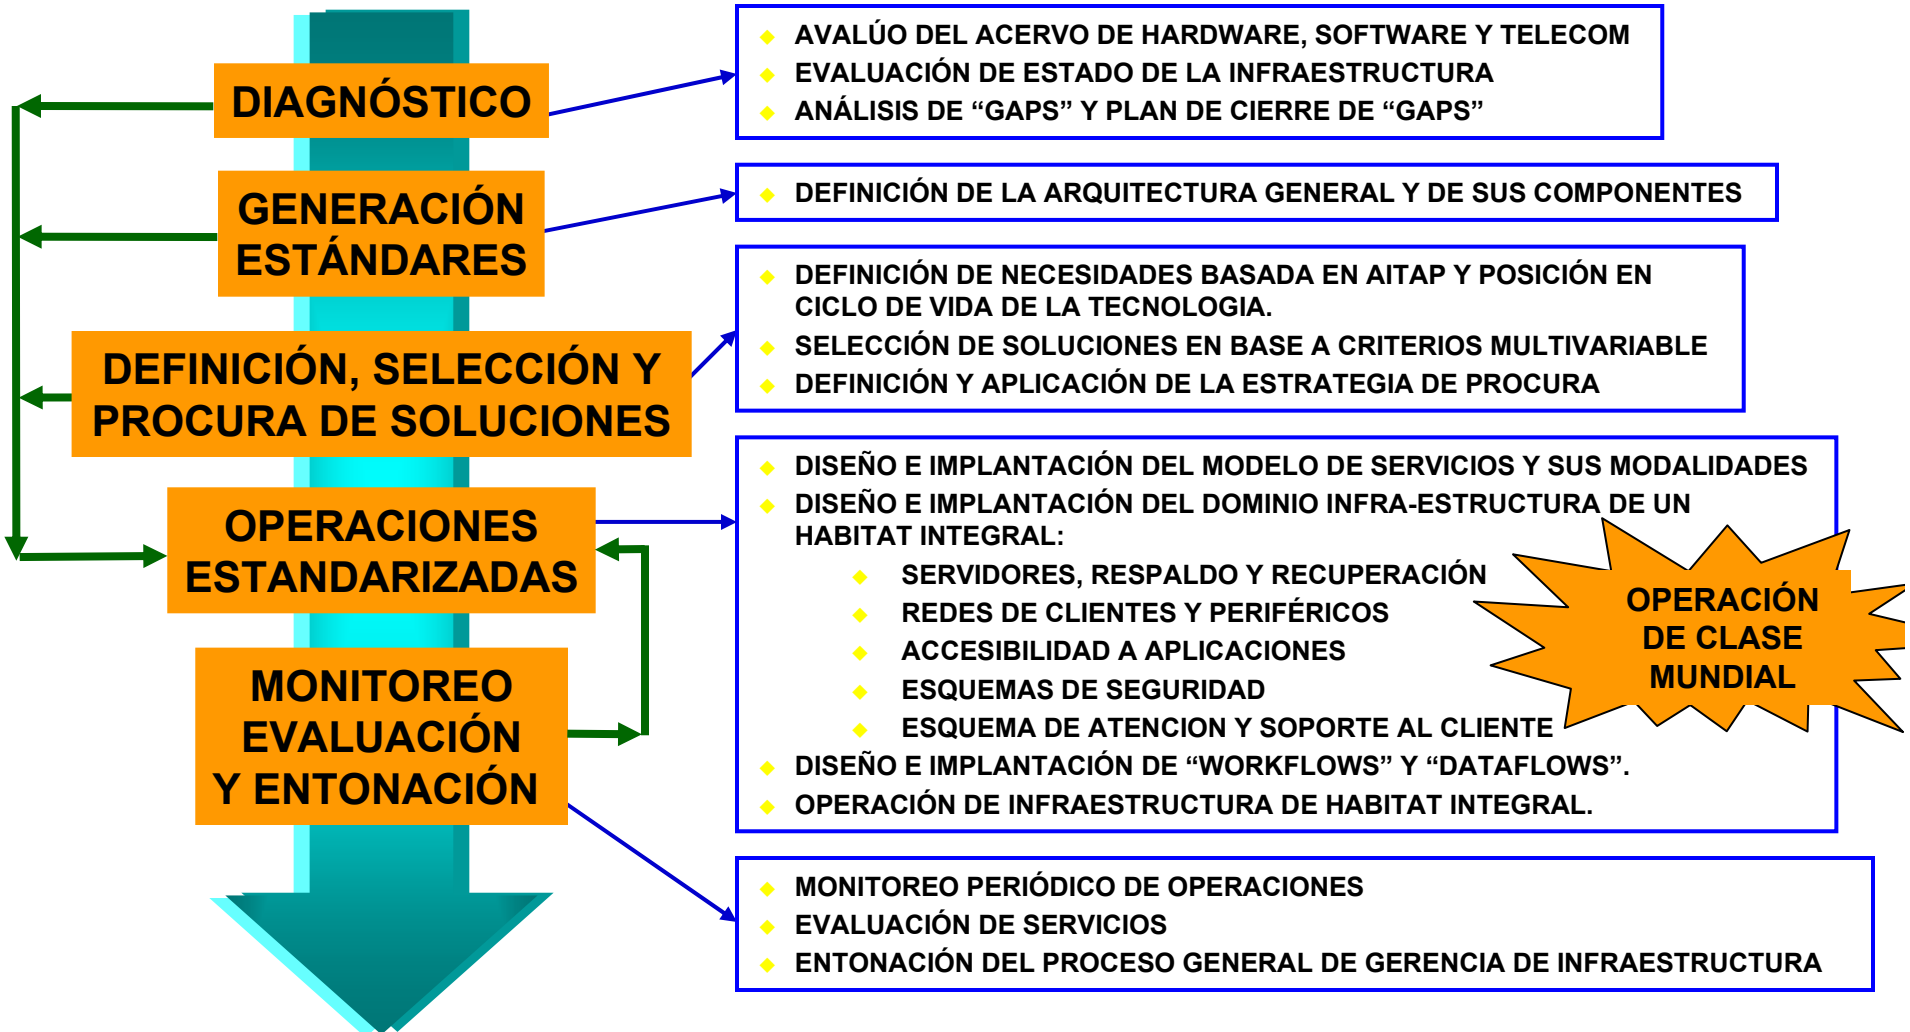 DIAGNÓSTICO
AVALÚO DEL ACERVO DE HARDWARE, SOFTWARE Y TELECOM
EVALUACIÓN DE ESTADO DE LA INFRAESTRUCTURA
ANÁLISIS DE “GAPS” Y PLAN DE CIERRE DE “GAPS”
GENERACIÓN
ESTÁNDARES
DEFINICIÓN DE LA ARQUITECTURA GENERAL Y DE SUS COMPONENTES
DEFINICIÓN, SELECCIÓN Y
PROCURA DE SOLUCIONES
DEFINICIÓN DE NECESIDADES BASADA EN AITAP Y POSICIÓN EN
CICLO DE VIDA DE LA TECNOLOGIA.
SELECCIÓN DE SOLUCIONES EN BASE A CRITERIOS MULTIVARIABLE
DEFINICIÓN Y APLICACIÓN DE LA ESTRATEGIA DE PROCURA
OPERACIONES
ESTANDARIZADAS
DISEÑO E IMPLANTACIÓN DEL MODELO DE SERVICIOS Y SUS MODALIDADES
DISEÑO E IMPLANTACIÓN DEL DOMINIO INFRA-ESTRUCTURA DE UN
HABITAT INTEGRAL:
SERVIDORES, RESPALDO Y RECUPERACIÓN
REDES DE CLIENTES Y PERIFÉRICOS
ACCESIBILIDAD A APLICACIONES
ESQUEMAS DE SEGURIDAD
ESQUEMA DE ATENCION Y SOPORTE AL CLIENTE
DISEÑO E IMPLANTACIÓN DE “WORKFLOWS” Y “DATAFLOWS”.
OPERACIÓN DE INFRAESTRUCTURA DE HABITAT INTEGRAL.
OPERACIÓN
DE CLASE
MUNDIAL
MONITOREO
EVALUACIÓN
Y ENTONACIÓN
MONITOREO PERIÓDICO DE OPERACIONES
EVALUACIÓN DE SERVICIOS
ENTONACIÓN DEL PROCESO GENERAL DE GERENCIA DE INFRAESTRUCTURA